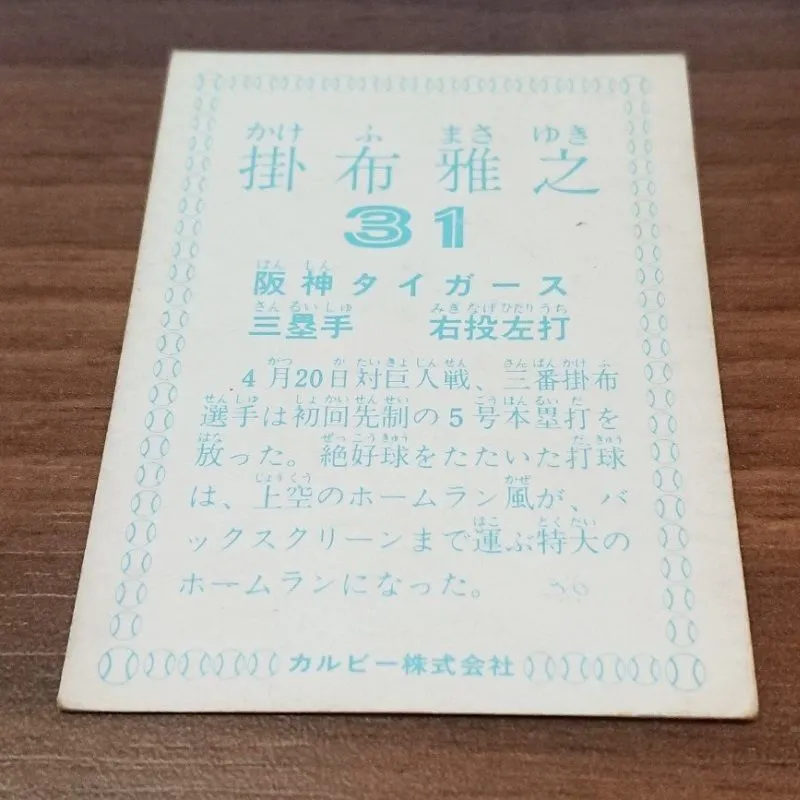 かけ ふ まさ ゆき
掛布雅之
31
はん しん
阪神タイガース
さん るい しゅ みぎ なげ ひだり うち
三塁手 右投左打
がつ か たい きょ じん せん さん ばん かけ ふ
4月20日対巨人戦、三番掛布
せん しゅ しょ かい せん せい ごう ほん るい だ
選手は初回先制の5号本塁打を
はな ぜっ こう きゅう だ きゅう
放った。絶好球をたたいた打球
じょう くう かぜ
は、上空のホームラン風が、バ
はこ とく だい
ックスクリーンまで運ぶ特大の
ホームランになった。
カルビー株式会社